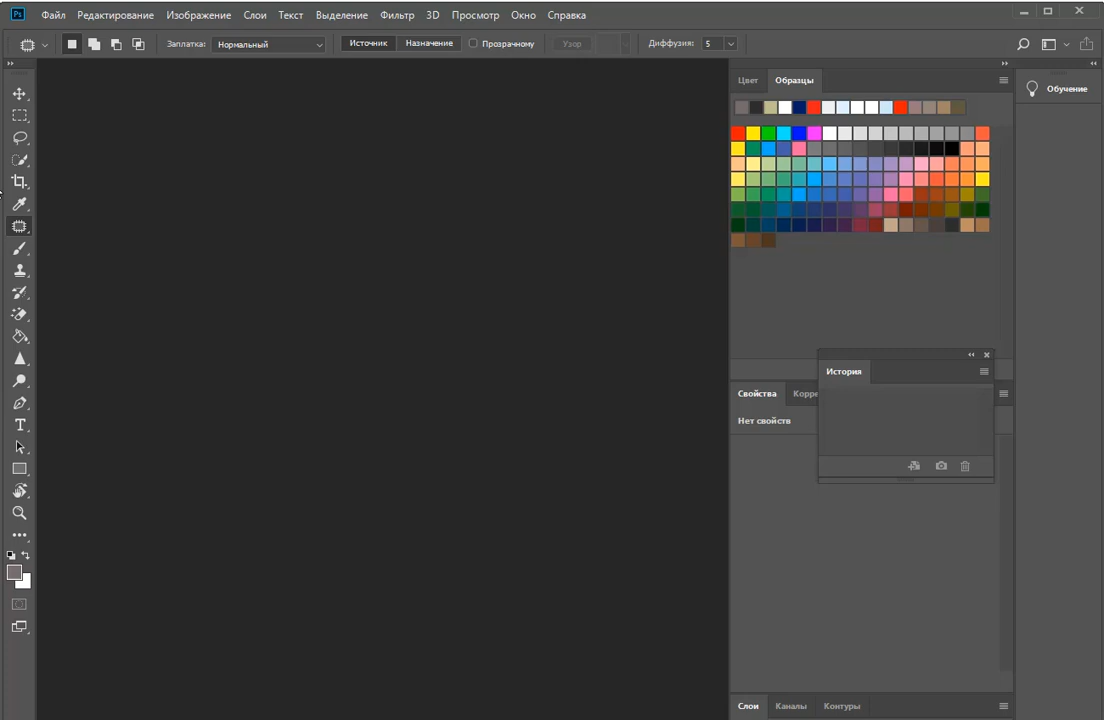 Ps Файл Редактирование Изображение Слои Текст Выделение Фильтр 3D Просмотр Окно Справка
Заплатка: Нормальный Источник Назначение Прозрачному Узор Диффузия: 5
Цвет Образцы
Обучение
История
Свойства Корре
Нет свойств
T
Слои Каналы Контуры